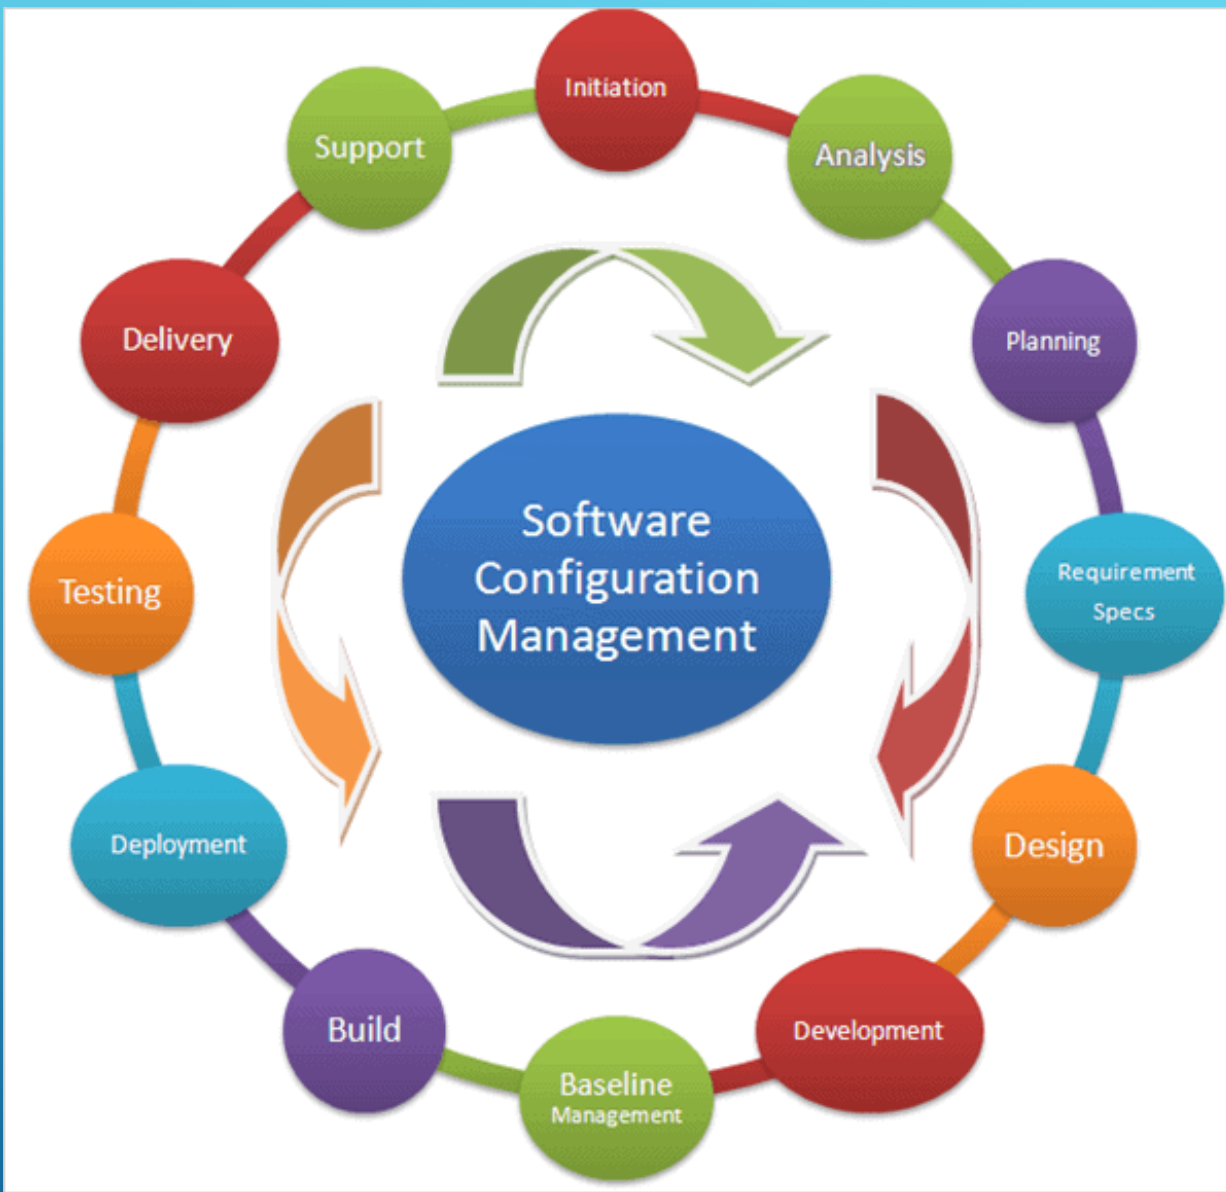 Initiation
Analysis
Planning
Requirement
Specs
Design
Development
Baseline
Management
Build
Deployment
Testing
Delivery
Support
Software
Configuration
Management